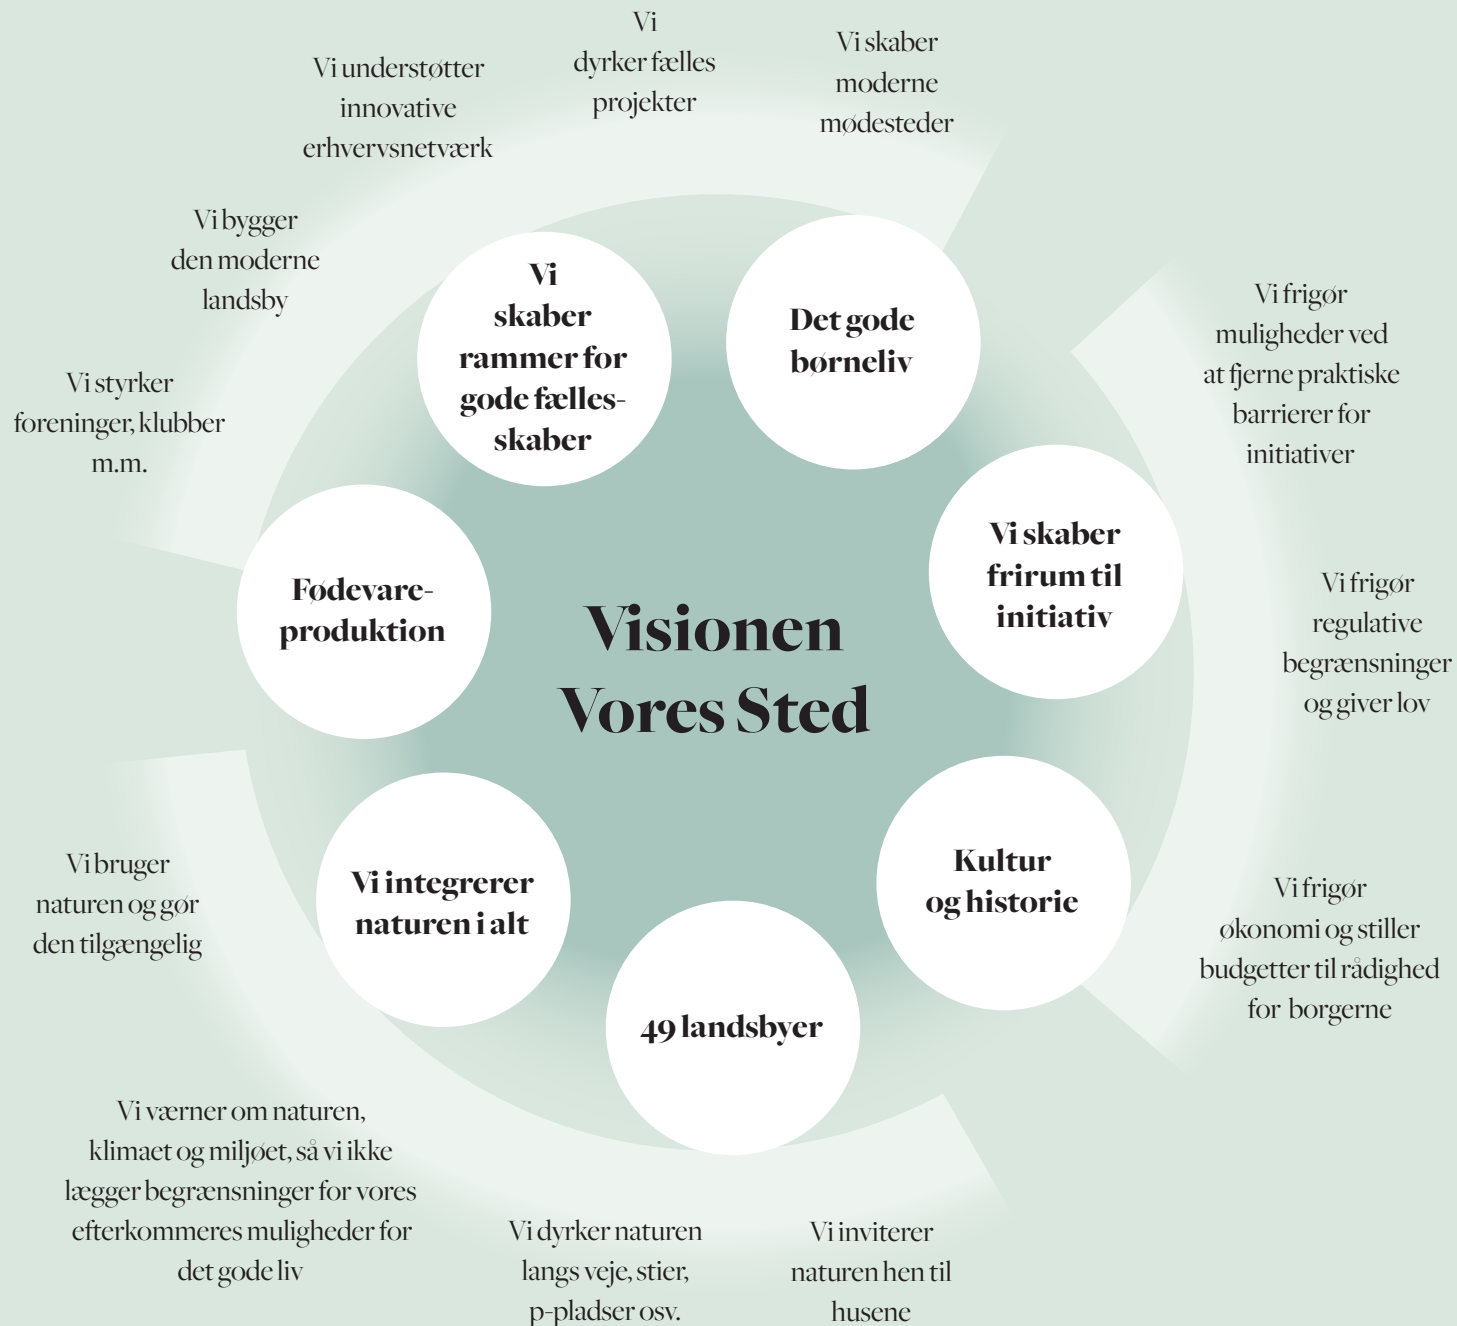 Vi
dyrker fælles
projekter
Vi skaber
moderne
mødesteder
Vi understøtter
innovative
erhvervsnetværk
Vi bygger
den moderne
landsby
Vi styrker
foreninger, klubber
m.m.
Vi
skaber
rammer for
gode fælles-
skaber
Det gode
børneliv
Vi frigør
muligheder ved
at fjerne praktiske
barrierer for
initiativer
Vi skaber
frirum til
initiativ
Fødevare-
produktion
Visionen
Vores Sted
Vi frigør
regulative
begrænsninger
og giver lov
Vi bruger
naturen og gør
den tilgængelig
Vi integrerer
naturen i alt
Kultur
og historie
Vi frigør
økonomi og stiller
budgetter til rådighed
for borgerne
49 landsbyer
Vi værner om naturen,
klimaet og miljøet, så vi ikke
lægger begrænsninger for vores
efterkommeres muligheder for
det gode liv
Vi dyrker naturen
langs veje, stier,
p-pladser osv.
Vi inviterer
naturen hen til
husene